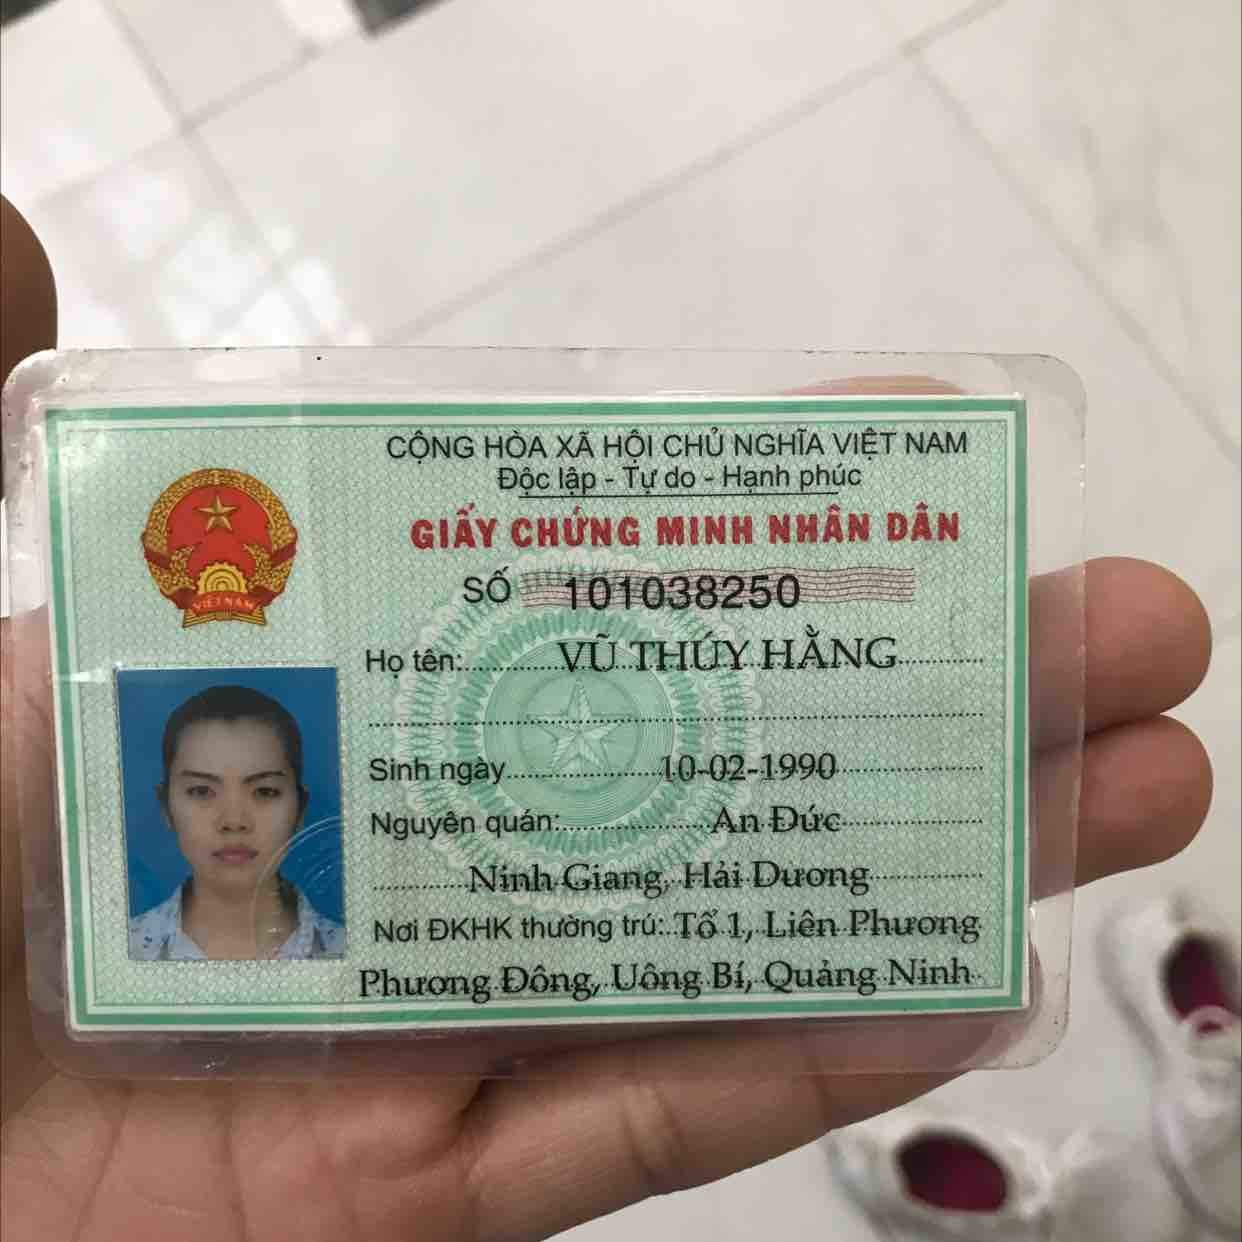 CỘNG HÒA XÃ HỘI CHỦ NGHĨA VIỆT NAM
Độc lập - Tự do - Hạnh phúc
GIẤY CHỨNG MINH NHÂN DÂN
SỐ 101038250
Họ tên: VŨ THÚY HẰNG
Sinh ngày 10-02-1990
Nguyên quán: An Đức
Ninh Giang, Hải Dương
Nơi ĐKHK thường trú: Tổ 1, Liên Phương
Phương Đông, Uông Bí, Quảng Ninh
VIỆT NAM